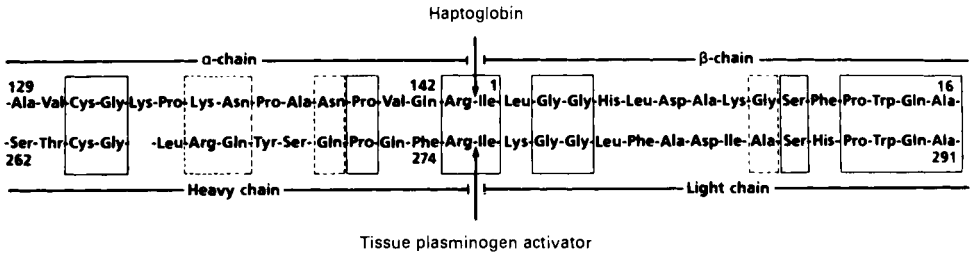 Haptoglobin
α-chain β-chain
129 142 1 16
-Ala-Val-Cys-Gly-Lys-Pro-Lys-Asn-Pro-Ala-Asn-Pro-Val-Gln-Arg-Ile-Leu-Gly-Gly-His-Leu-Asp-Ala-Lys-Gly-Ser-Phe-Pro-Trp-Gln-Ala-
-Ser-Thr-Cys-Gly- -Leu-Arg-Gln-Tyr-Ser-Gln-Pro-Gln-Phe-Arg-Ile-Lys-Gly-Gly-Leu-Phe-Ala-Asp-Ile-Ala-Ser-His-Pro-Trp-Gln-Ala-
262 274 291
Heavy chain Light chain
Tissue plasminogen activator